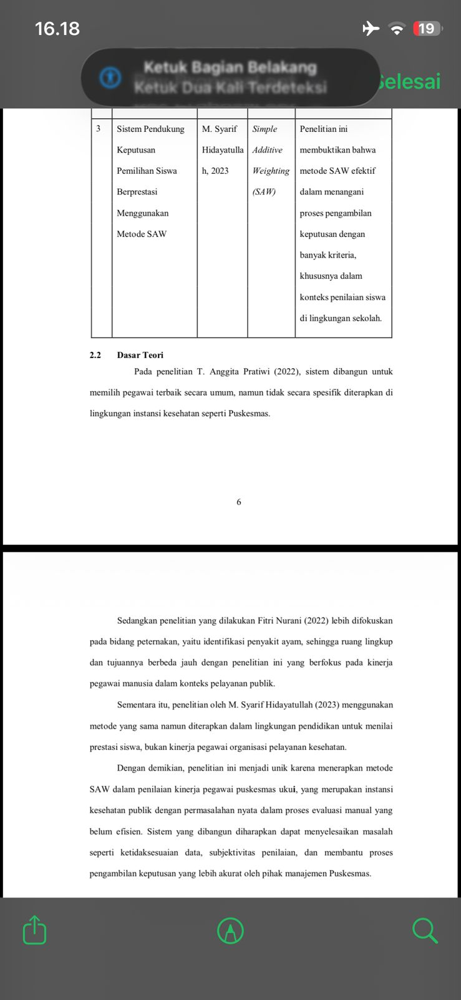 16.18
19
Ketuk Bagian Belakang
Ketuk Dua Kali Terdeteksi
Selesai
3 Sistem Pendukung M. Syarif Simple Penelitian ini
Keputusan Hidayatulla Additive membuktikan bahwa
Pemilihan Siswa h, 2023 Weighting metode SAW efektif
Berprestasi (SAW) dalam menangani
Menggunakan proses pengambilan
Metode SAW keputusan dengan
banyak kriteria,
khususnya dalam
konteks penilaian siswa
di lingkungan sekolah.
2.2 Dasar Teori
Pada penelitian T. Anggita Pratiwi (2022), sistem dibangun untuk
memilih pegawai terbaik secara umum, namun tidak secara spesifik diterapkan di
lingkungan instansi kesehatan seperti Puskesmas.
6
Sedangkan penelitian yang dilakukan Fitri Nurani (2022) lebih difokuskan
pada bidang peternakan, yaitu identifikasi penyakit ayam, sehingga ruang lingkup
dan tujuannya berbeda jauh dengan penelitian ini yang berfokus pada kinerja
pegawai manusia dalam konteks pelayanan publik.
Sementara itu, penelitian oleh M. Syarif Hidayatullah (2023) menggunakan
metode yang sama namun diterapkan dalam lingkungan pendidikan untuk menilai
prestasi siswa, bukan kinerja pegawai organisasi pelayanan kesehatan.
Dengan demikian, penelitian ini menjadi unik karena menerapkan metode
SAW dalam penilaian kinerja pegawai puskesmas ukui, yang merupakan instansi
kesehatan publik dengan permasalahan nyata dalam proses evaluasi manual yang
belum efisien. Sistem yang dibangun diharapkan dapat menyelesaikan masalah
seperti ketidaksesuaian data, subjektivitas penilaian, dan membantu proses
pengambilan keputusan yang lebih akurat oleh pihak manajemen Puskesmas.